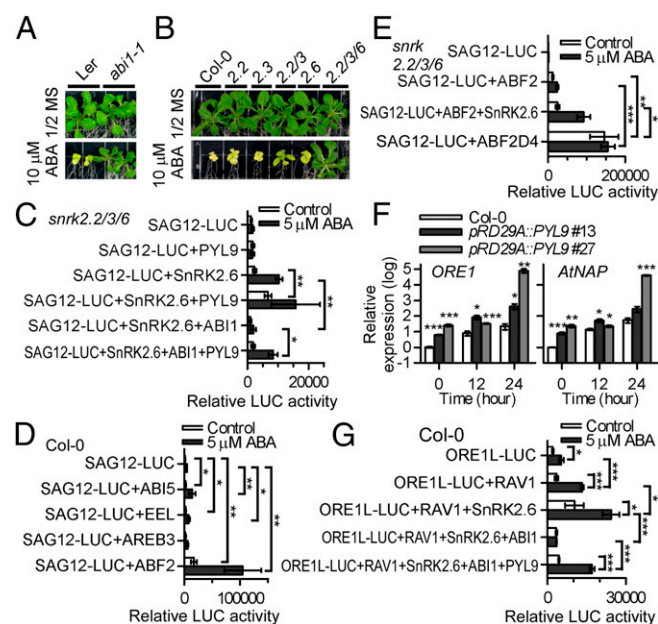 A
Ler
abi1-1
1/2 MS
10 μM ABA
B
Col-0
2.2
2.3
2.2/3
2.6
2.2/3/6
1/2 MS
10 μM ABA
C
snrk2.2/3/6
Control
5 μM ABA
SAG12-LUC
SAG12-LUC+PYL9
SAG12-LUC+SnRK2.6
SAG12-LUC+SnRK2.6+PYL9
SAG12-LUC+SnRK2.6+ABI1
SAG12-LUC+SnRK2.6+ABI1+PYL9
**
**
*
0
20000
Relative LUC activity
D
Col-0
Control
5 μM ABA
SAG12-LUC
SAG12-LUC+ABI5
SAG12-LUC+EEL
SAG12-LUC+AREB3
SAG12-LUC+ABF2
*
*
**
**
*
**
0
100000
Relative LUC activity
E
snrk
2.2/3/6
Control
5 μM ABA
SAG12-LUC
SAG12-LUC+ABF2
SAG12-LUC+ABF2+SnRK2.6
SAG12-LUC+ABF2D4
***
**
*
0
200000
Relative LUC activity
F
Col-0
pRD29A::PYL9 #13
pRD29A::PYL9 #27
Relative expression (log)
5
4
3
2
1
0
ORE1
*** *** * *** * **
0 12 24
Time (hour)
AtNAP
*** ** * * ***
0 12 24
Time (hour)
G
Col-0
Control
5 μM ABA
ORE1L-LUC
ORE1L-LUC+RAV1
ORE1L-LUC+RAV1+SnRK2.6
ORE1L-LUC+RAV1+SnRK2.6+ABI1
ORE1L-LUC+RAV1+SnRK2.6+ABI1+PYL9
*
***
***
*
*
***
***
***
0
30000
Relative LUC activity